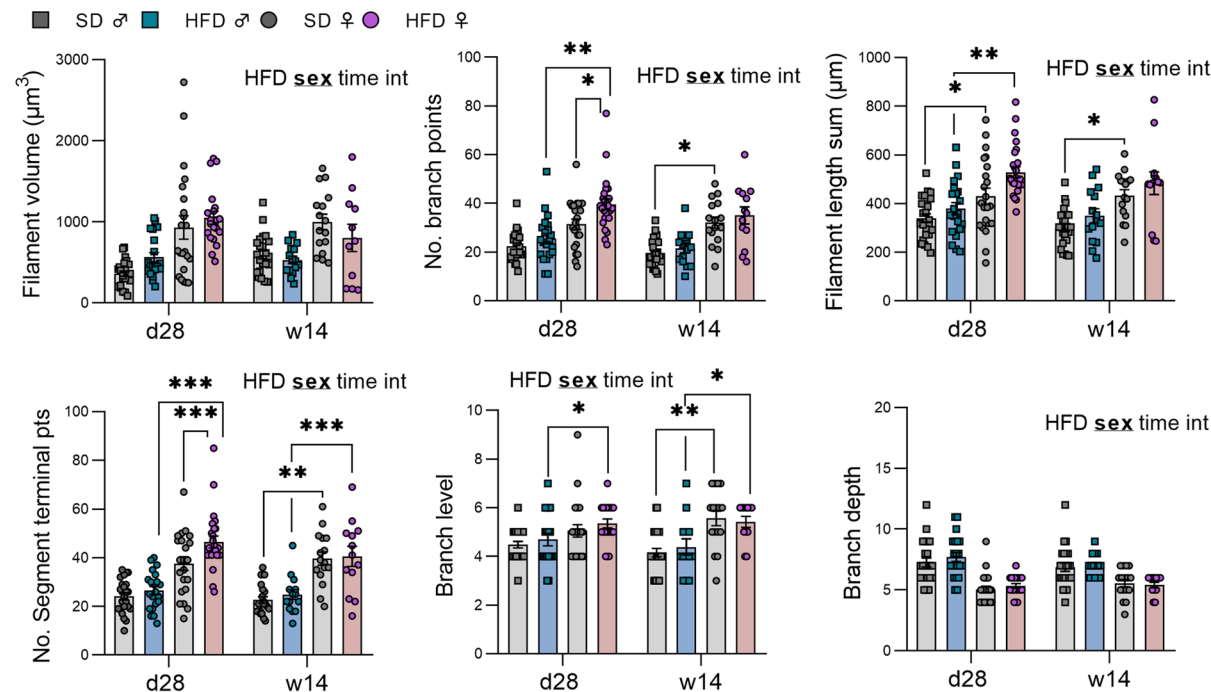 SD ♂ HFD ♂ SD ♀ HFD ♀
Filament volume (µm³)
3000
2000
1000
0
HFD sex time int
d28 w14
No. branch points
100
80
60
40
20
0
HFD sex time int
** 
*
*
d28 w14
Filament length sum (µm)
1000
800
600
400
200
0
HFD sex time int
**
*
*
d28 w14
No. Segment terminal pts
100
80
60
40
20
0
HFD sex time int
***
***
***
**
d28 w14
Branch level
10
8
6
4
2
0
HFD sex time int
*
*
**
d28 w14
Branch depth
20
15
10
5
0
HFD sex time int
d28 w14